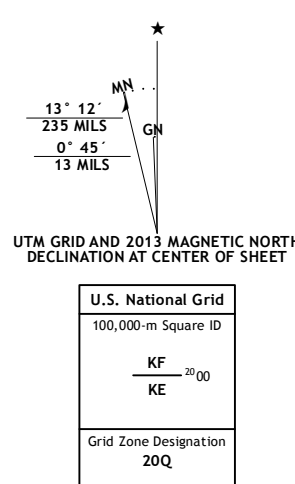 ★
MN
13° 12´
235 MILS
GN
0° 45´
13 MILS
UTM GRID AND 2013 MAGNETIC NORTH
DECLINATION AT CENTER OF SHEET
U.S. National Grid
100,000-m Square ID
KF
2000
KE
Grid Zone Designation
20Q